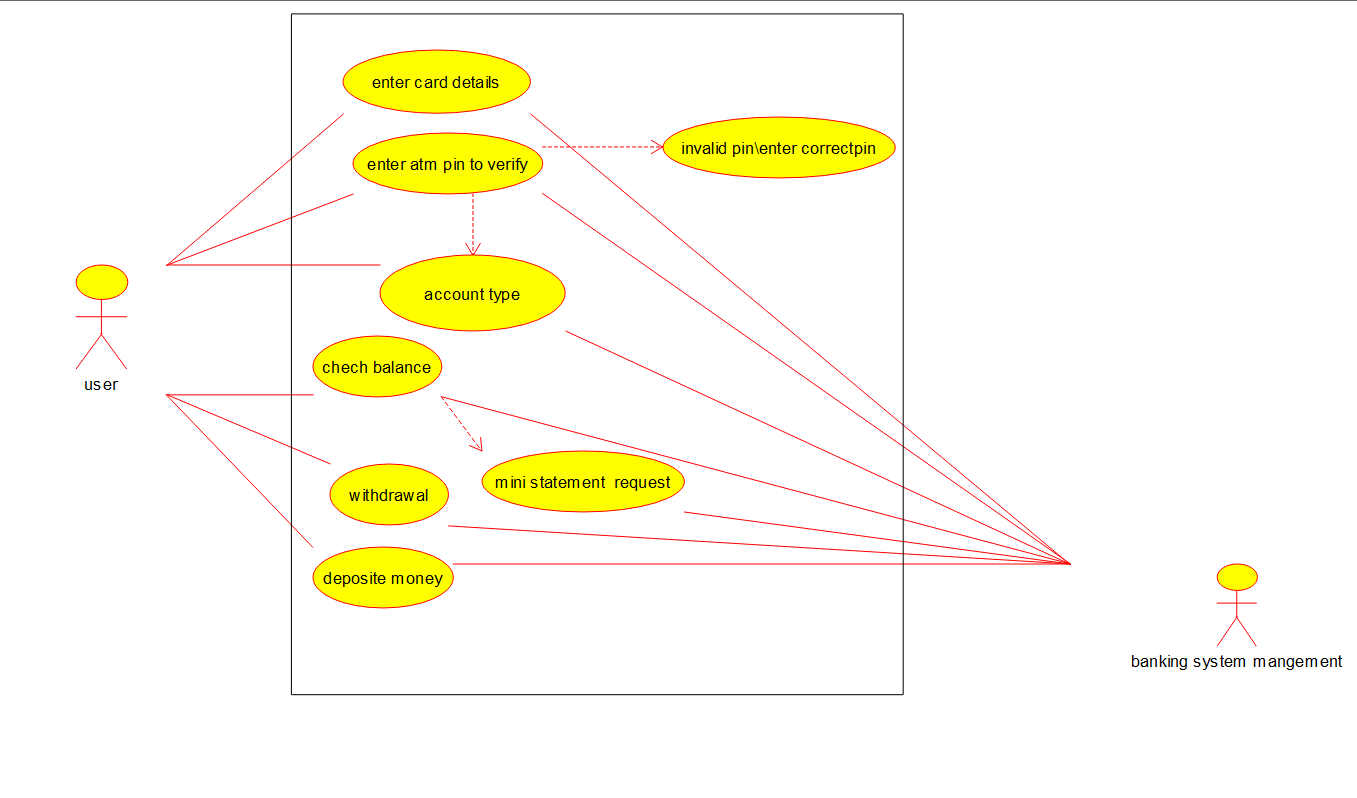 enter card details
invalid pin\enter correctpin
enter atm pin to verify
account type
chech balance
user
mini statement request
withdrawal
deposite money
banking system mangement